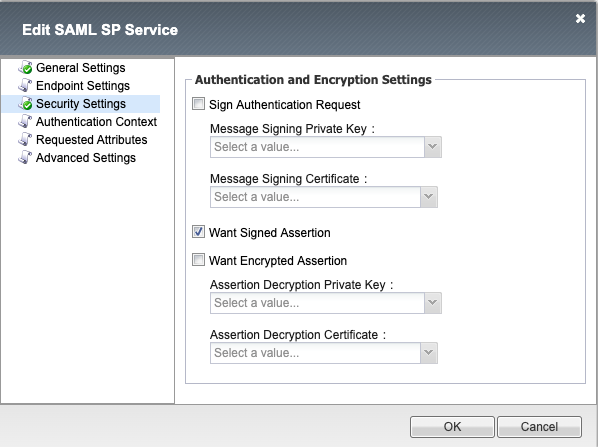 Edit SAML SP Service
General Settings
Endpoint Settings
Security Settings
Authentication Context
Requested Attributes
Advanced Settings
Authentication and Encryption Settings
Sign Authentication Request
Message Signing Private Key :
Select a value...
Message Signing Certificate :
Select a value...
Want Signed Assertion
Want Encrypted Assertion
Assertion Decryption Private Key :
Select a value...
Assertion Decryption Certificate :
Select a value...
OK
Cancel